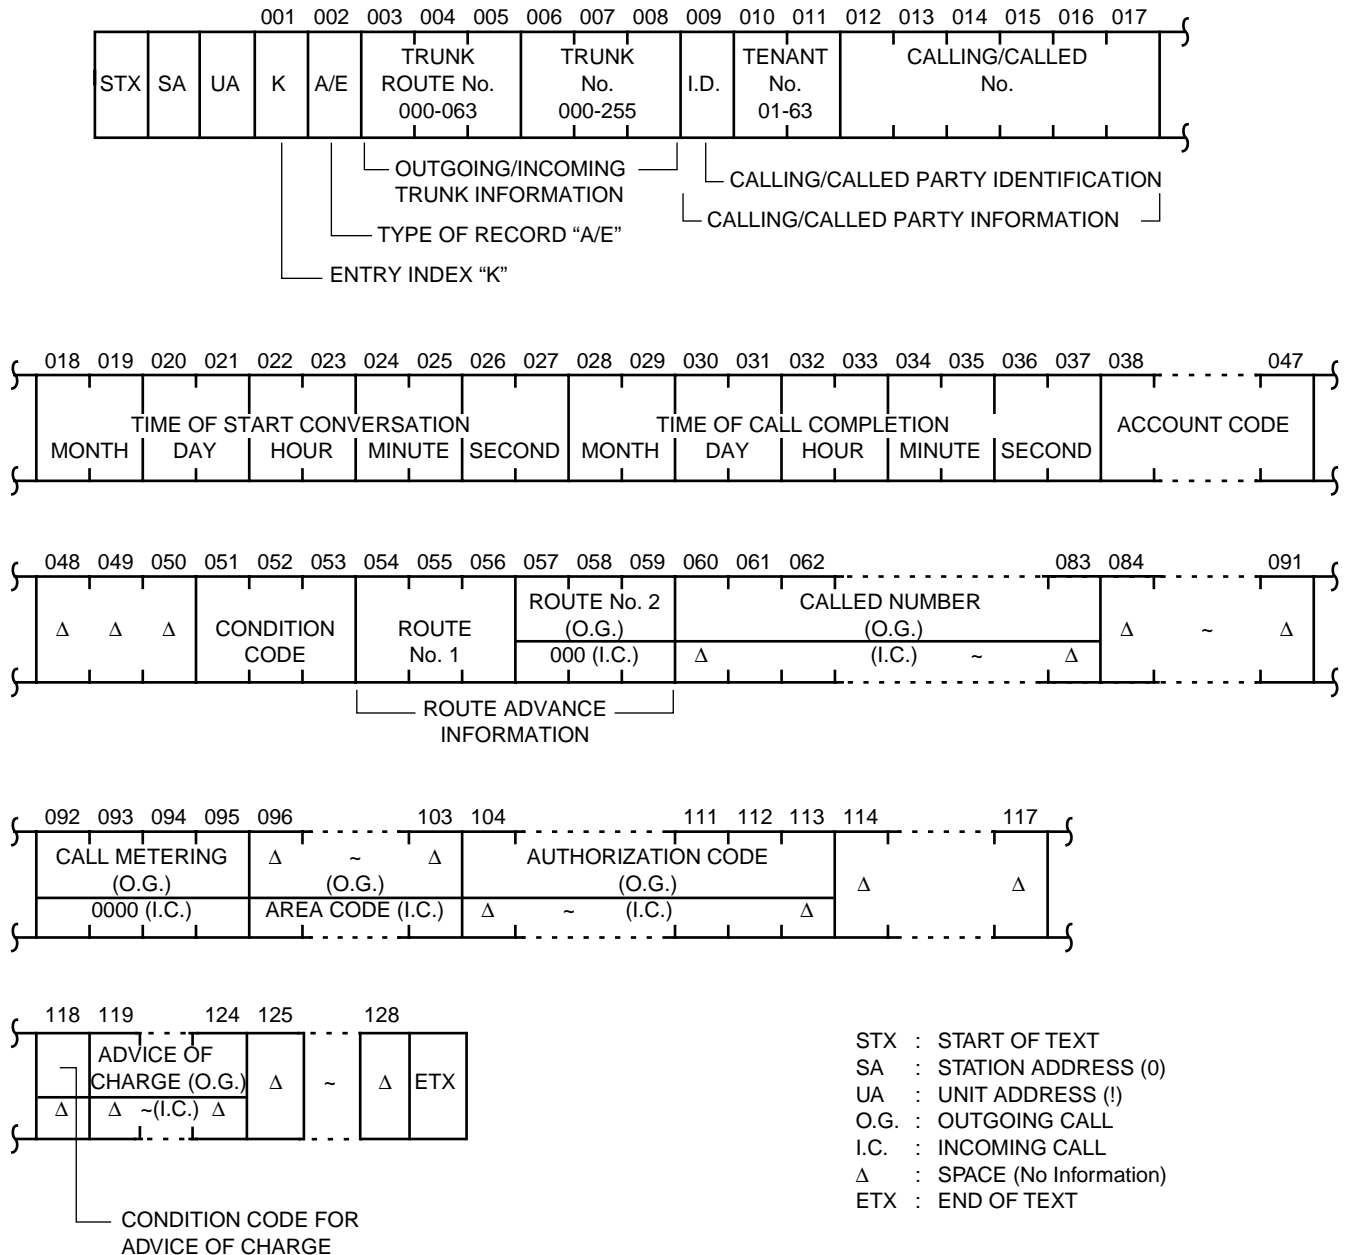 001 002 003 004 005 006 007 008 009 010 011 012 013 014 015 016 017
STX SA UA K A/E TRUNK ROUTE No. 000-063 TRUNK No. 000-255 I.D. TENANT No. 01-63 CALLING/CALLED No.
OUTGOING/INCOMING TRUNK INFORMATION
CALLING/CALLED PARTY IDENTIFICATION
CALLING/CALLED PARTY INFORMATION
TYPE OF RECORD “A/E”
ENTRY INDEX “K”
018 019 020 021 022 023 024 025 026 027 028 029 030 031 032 033 034 035 036 037 038 047
TIME OF START CONVERSATION TIME OF CALL COMPLETION ACCOUNT CODE
MONTH DAY HOUR MINUTE SECOND MONTH DAY HOUR MINUTE SECOND
048 049 050 051 052 053 054 055 056 057 058 059 060 061 062 083 084 091
Δ Δ Δ CONDITION CODE ROUTE No. 1 ROUTE No. 2 (O.G.) CALLED NUMBER (O.G.) Δ ~ Δ
000 (I.C.) Δ (I.C.) ~ Δ
ROUTE ADVANCE INFORMATION
092 093 094 095 096 103 104 111 112 113 114 117
CALL METERING (O.G.) Δ ~ Δ (O.G.) AUTHORIZATION CODE (O.G.) Δ Δ
0000 (I.C.) AREA CODE (I.C.) Δ ~ (I.C.) Δ
118 119 124 125 128
ADVICE OF CHARGE (O.G.) Δ ~ Δ ETX
Δ Δ ~(I.C.) Δ
CONDITION CODE FOR
ADVICE OF CHARGE
STX : START OF TEXT
SA : STATION ADDRESS (0)
UA : UNIT ADDRESS (!)
O.G. : OUTGOING CALL
I.C. : INCOMING CALL
Δ : SPACE (No Information)
ETX : END OF TEXT